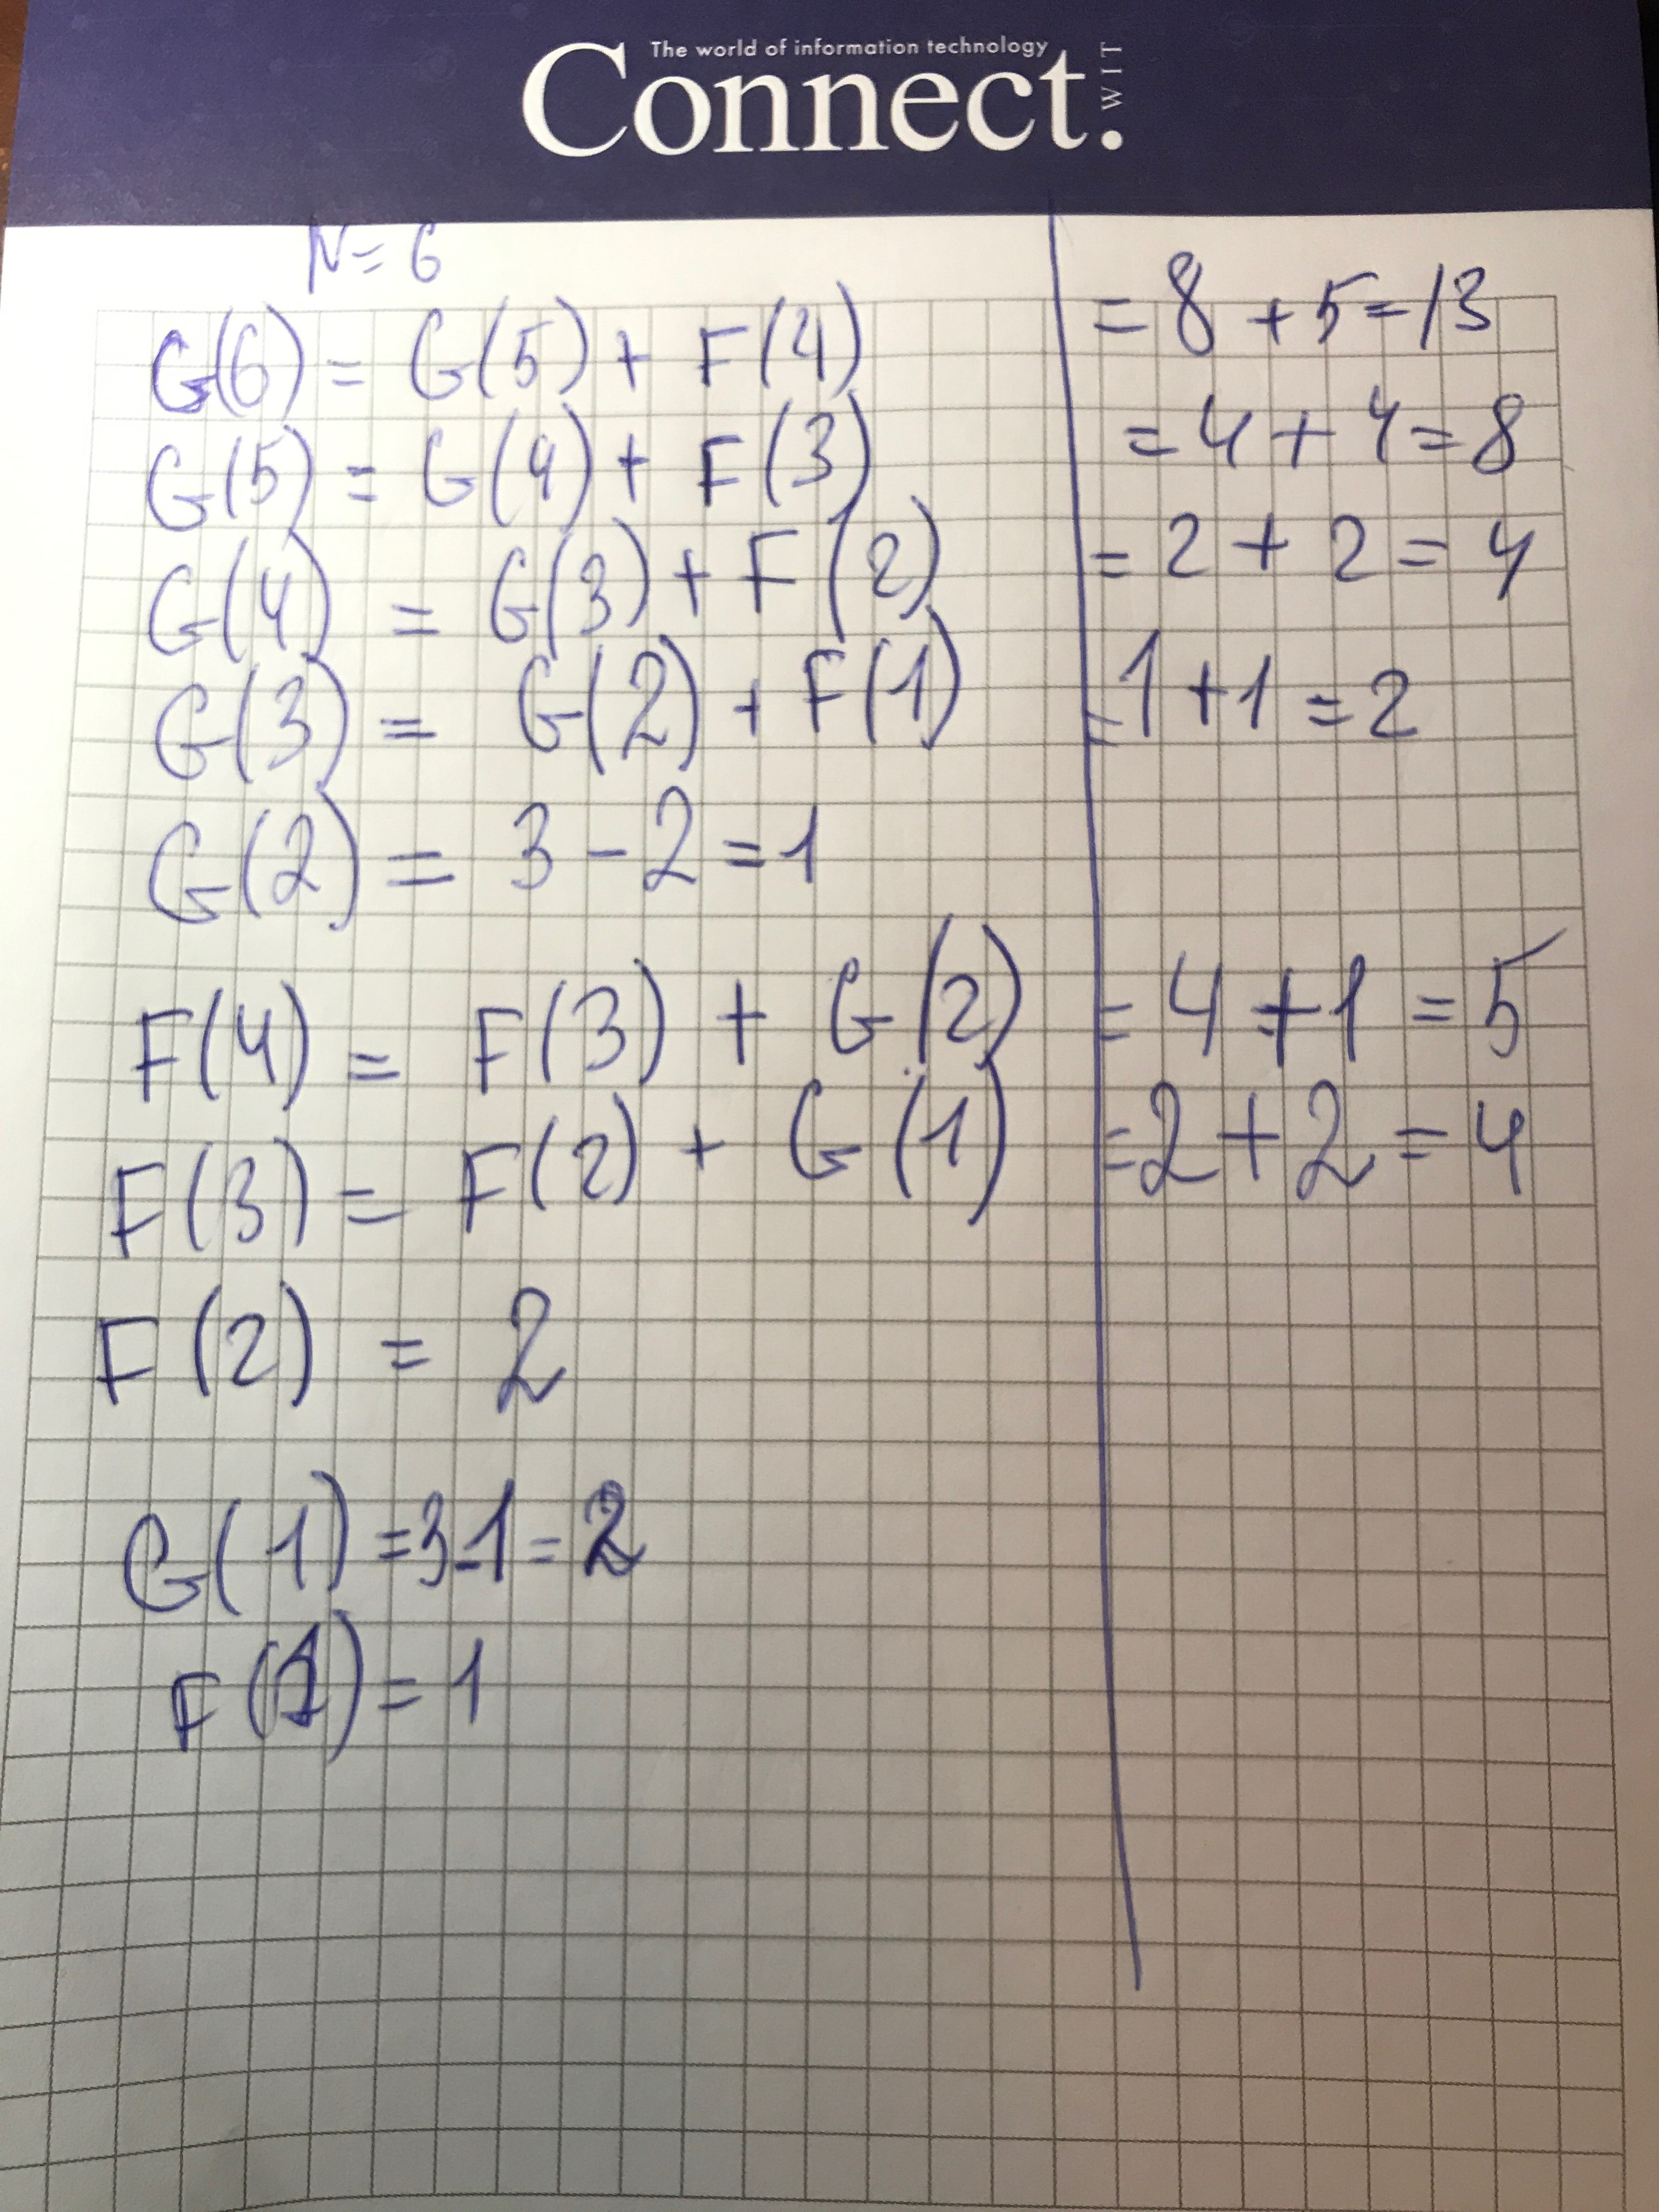 The world of information technology
Connect. WIT
N = 6
G(6) = G(5) + F(4) = 8 + 5 = 13
G(5) = G(4) + F(3) = 4 + 4 = 8
G(4) = G(3) + F(2) = 2 + 2 = 4
G(3) = G(2) + F(1) = 1 + 1 = 2
G(2) = 3 - 2 = 1
F(4) = F(3) + G(2) = 4 + 1 = 5
F(3) = F(2) + G(1) = 2 + 2 = 4
F(2) = 2
G(1) = 3-1 = 2
F(1) = 1